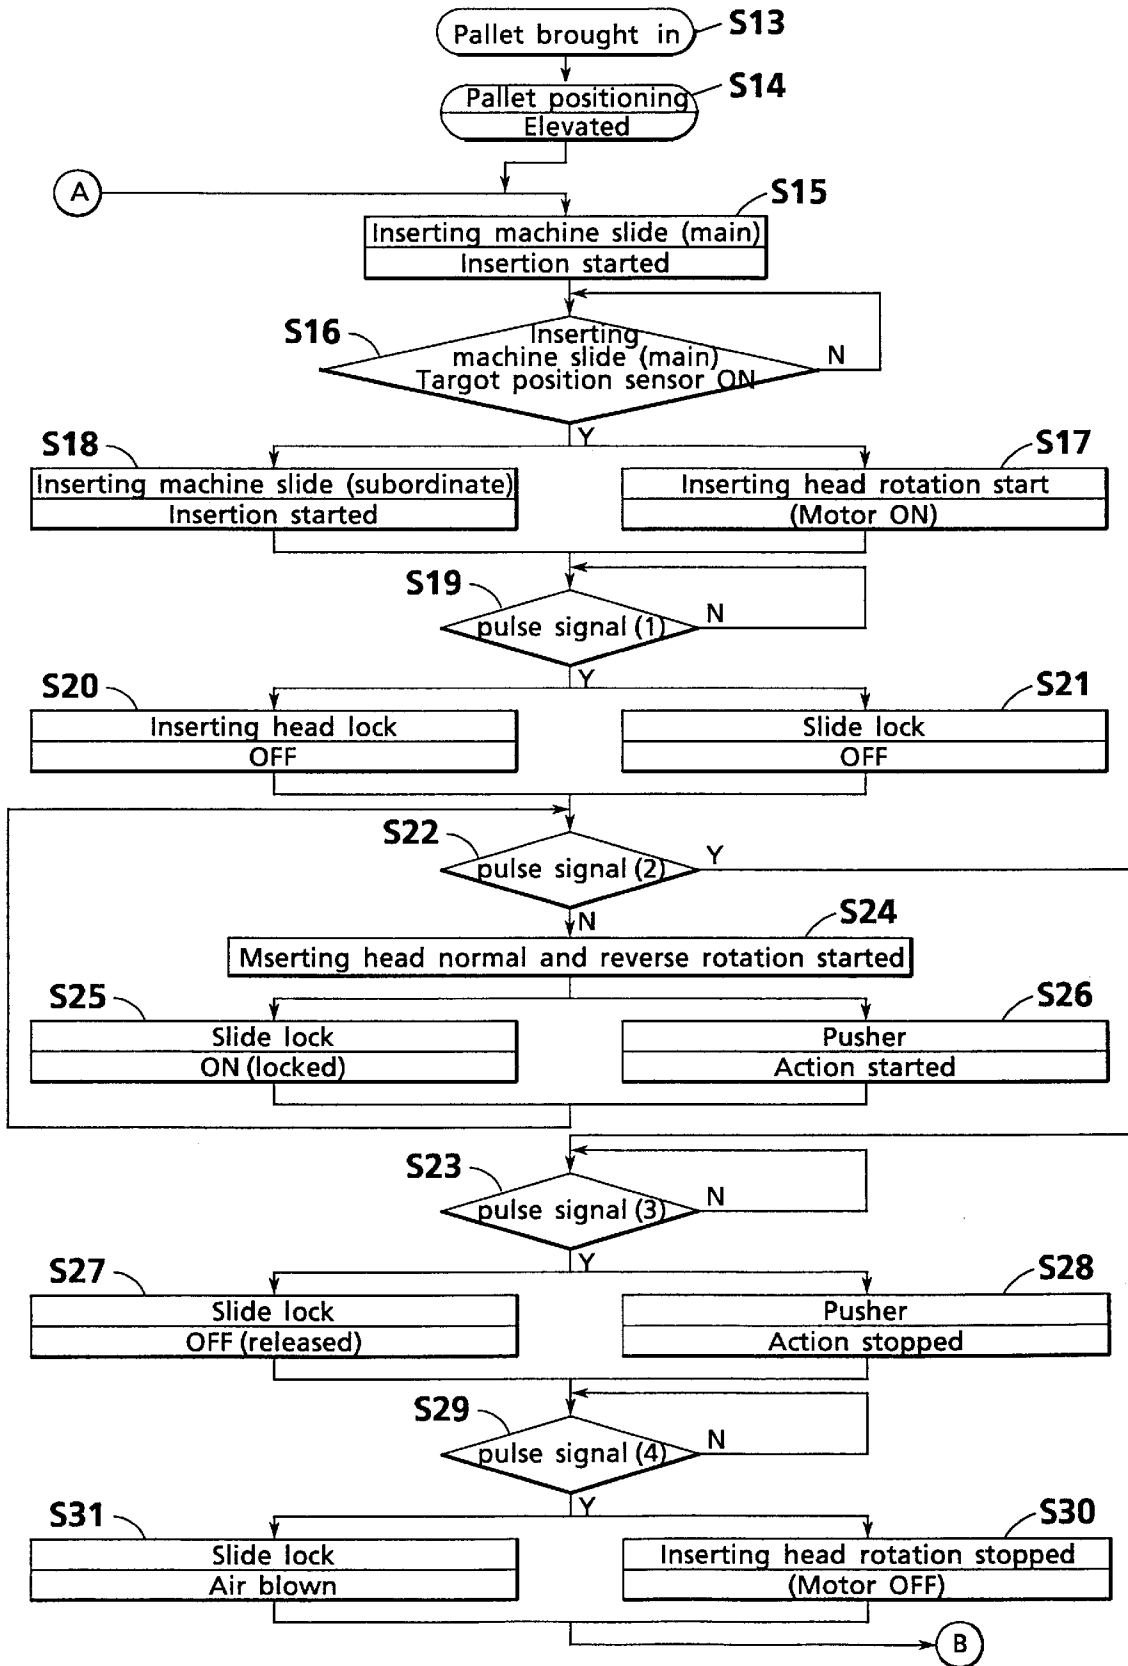 Pallet brought in
S13
Pallet positioning
Elevated
S14
A
S15
Inserting machine slide (main)
Insertion started
S16
Inserting
machine slide (main)
Targot position sensor ON
N
Y
S18
S17
Inserting machine slide (subordinate)
Insertion started
Inserting head rotation start
(Motor ON)
S19
pulse signal (1)
N
Y
S20
S21
Inserting head lock
OFF
Slide lock
OFF
S22
pulse signal (2)
Y
N
S24
Mserting head normal and reverse rotation started
S25
S26
Slide lock
ON (locked)
Pusher
Action started
S23
pulse signal (3)
N
Y
S27
S28
Slide lock
OFF (released)
Pusher
Action stopped
S29
pulse signal (4)
N
Y
S31
S30
Slide lock
Air blown
Inserting head rotation stopped
(Motor OFF)
B